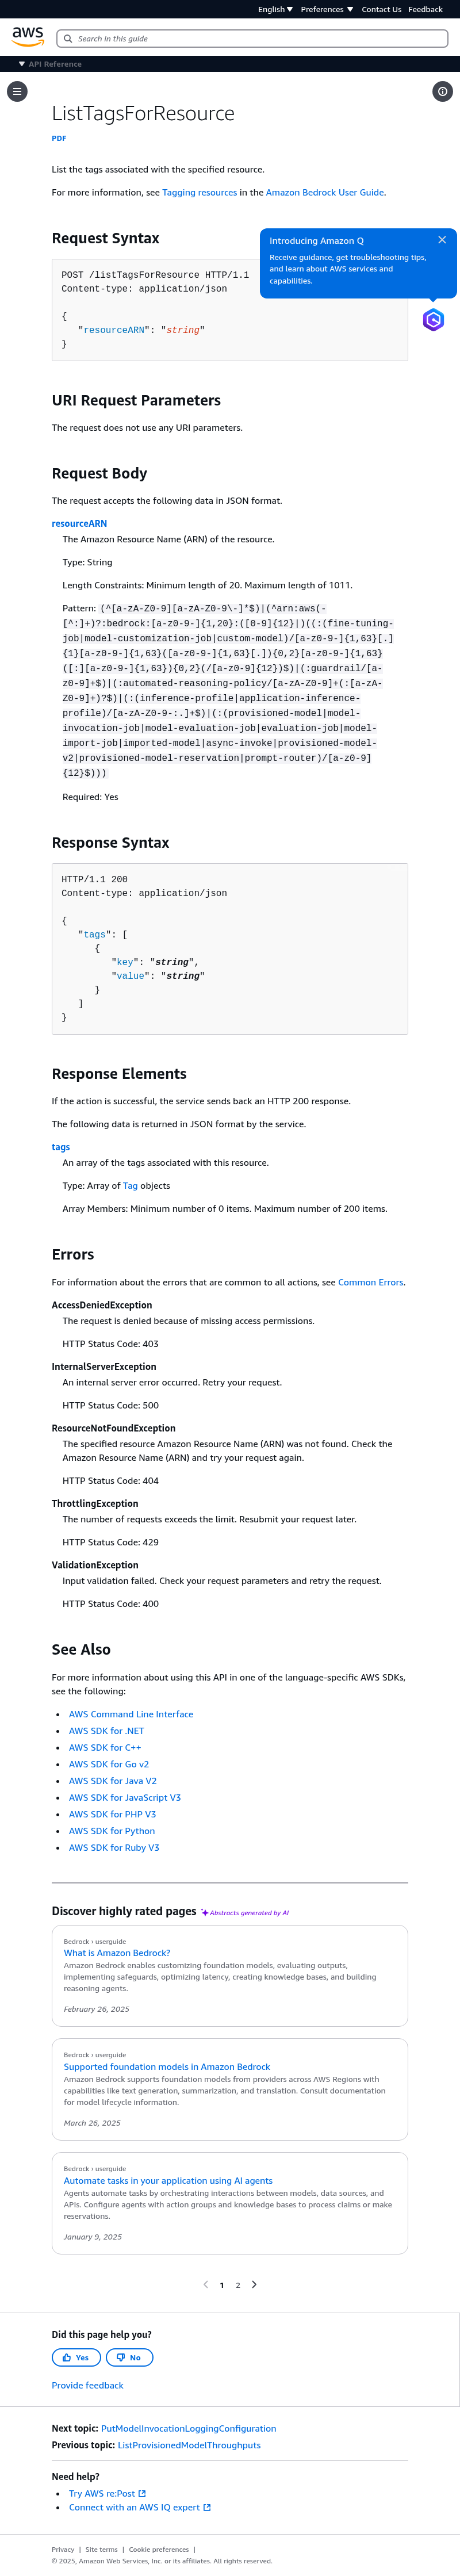 English Preferences Contact Us Feedback
aws
Search in this guide
API Reference
ListTagsForResource
PDF
List the tags associated with the specified resource.
For more information, see Tagging resources in the Amazon Bedrock User Guide.
Request Syntax
Introducing Amazon Q
Receive guidance, get troubleshooting tips,
and learn about AWS services and
capabilities.
POST /listTagsForResource HTTP/1.1
Content-type: application/json
{
"resourceARN": "string"
}
URI Request Parameters
The request does not use any URI parameters.
Request Body
The request accepts the following data in JSON format.
resourceARN
The Amazon Resource Name (ARN) of the resource.
Type: String
Length Constraints: Minimum length of 20. Maximum length of 1011.
Pattern: (^[a-zA-Z0-9][a-zA-Z0-9\-]*$)|(^arn:aws(-
[^:]+)?:bedrock:[a-z0-9-]{1,20}:([0-9]{12}|)((:(fine-tuning-
job|model-customization-job|custom-model)/[a-z0-9-]{1,63}[.]
{1}[a-z0-9-]{1,63}([a-z0-9-]{1,63}[.]){0,2}[a-z0-9-]{1,63}
([:][a-z0-9-]{1,63}){0,2}(/[a-z0-9]{12})$)|(:guardrail/[a-
z0-9]+$)|(:automated-reasoning-policy/[a-zA-Z0-9]+(:[a-zA-
Z0-9]+)?$)|(:(inference-profile|application-inference-
profile)/[a-zA-Z0-9-:.]+$)|(:(provisioned-model|model-
invocation-job|model-evaluation-job|evaluation-job|model-
import-job|imported-model|async-invoke|provisioned-model-
v2|provisioned-model-reservation|prompt-router)/[a-z0-9]
{12}$)))
Required: Yes
Response Syntax
HTTP/1.1 200
Content-type: application/json
{
"tags": [
{
"key": "string",
"value": "string"
}
]
}
Response Elements
If the action is successful, the service sends back an HTTP 200 response.
The following data is returned in JSON format by the service.
tags
An array of the tags associated with this resource.
Type: Array of Tag objects
Array Members: Minimum number of 0 items. Maximum number of 200 items.
Errors
For information about the errors that are common to all actions, see Common Errors.
AccessDeniedException
The request is denied because of missing access permissions.
HTTP Status Code: 403
InternalServerException
An internal server error occurred. Retry your request.
HTTP Status Code: 500
ResourceNotFoundException
The specified resource Amazon Resource Name (ARN) was not found. Check the
Amazon Resource Name (ARN) and try your request again.
HTTP Status Code: 404
ThrottlingException
The number of requests exceeds the limit. Resubmit your request later.
HTTP Status Code: 429
ValidationException
Input validation failed. Check your request parameters and retry the request.
HTTP Status Code: 400
See Also
For more information about using this API in one of the language-specific AWS SDKs,
see the following:
• AWS Command Line Interface
• AWS SDK for .NET
• AWS SDK for C++
• AWS SDK for Go v2
• AWS SDK for Java V2
• AWS SDK for JavaScript V3
• AWS SDK for PHP V3
• AWS SDK for Python
• AWS SDK for Ruby V3
Discover highly rated pages Abstracts generated by AI
Bedrock › userguide
What is Amazon Bedrock?
Amazon Bedrock enables customizing foundation models, evaluating outputs,
implementing safeguards, optimizing latency, creating knowledge bases, and building
reasoning agents.
February 26, 2025
Bedrock › userguide
Supported foundation models in Amazon Bedrock
Amazon Bedrock supports foundation models from providers across AWS Regions with
capabilities like text generation, summarization, and translation. Consult documentation
for model lifecycle information.
March 26, 2025
Bedrock › userguide
Automate tasks in your application using AI agents
Agents automate tasks by orchestrating interactions between models, data sources, and
APIs. Configure agents with action groups and knowledge bases to process claims or make
reservations.
January 9, 2025
1 2
Did this page help you?
Yes No
Provide feedback
Next topic: PutModelInvocationLoggingConfiguration
Previous topic: ListProvisionedModelThroughputs
Need help?
• Try AWS re:Post
• Connect with an AWS IQ expert
Privacy | Site terms | Cookie preferences |
© 2025, Amazon Web Services, Inc. or its affiliates. All rights reserved.